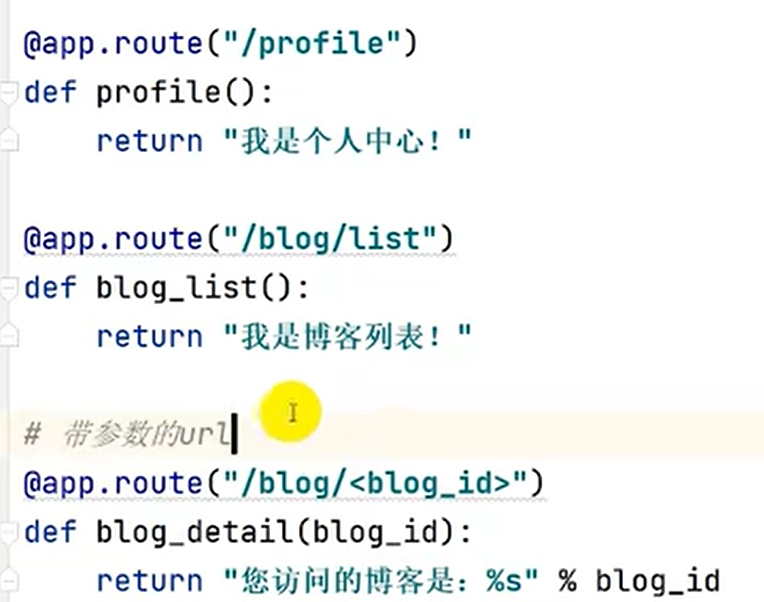 @app.route("/profile")
def profile():
    return "我是个人中心！"
@app.route("/blog/list")
def blog_list():
    return "我是博客列表！"
# 带参数的url
@app.route("/blog/<blog_id>")
def blog_detail(blog_id):
    return "您访问的博客是：%s" % blog_id